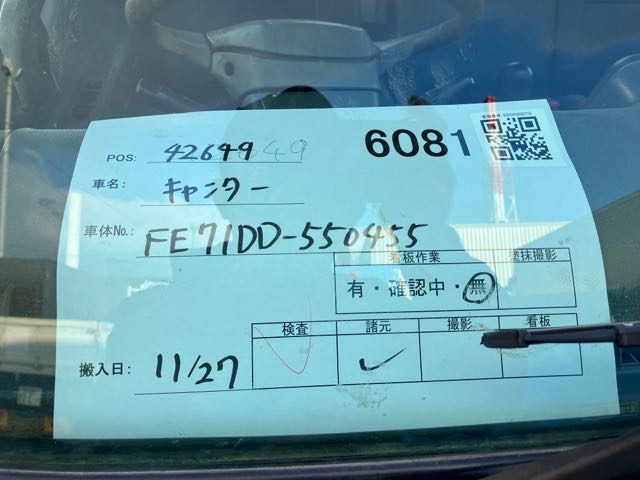 6081
POS: 42649
車名: キャンター
車体No.: FE71DD-550455
看板作業 塗抹撮影
有・確認中・無
検査 諸元 撮影 看板
搬入日: 11/27